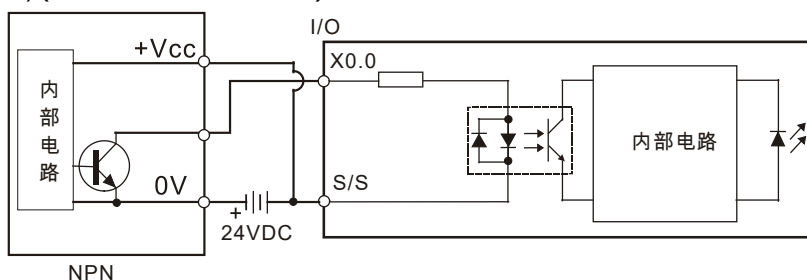 I/O
+Vcc
X0.0
内部电路
内部电路
0V
S/S
+
24VDC
NPN